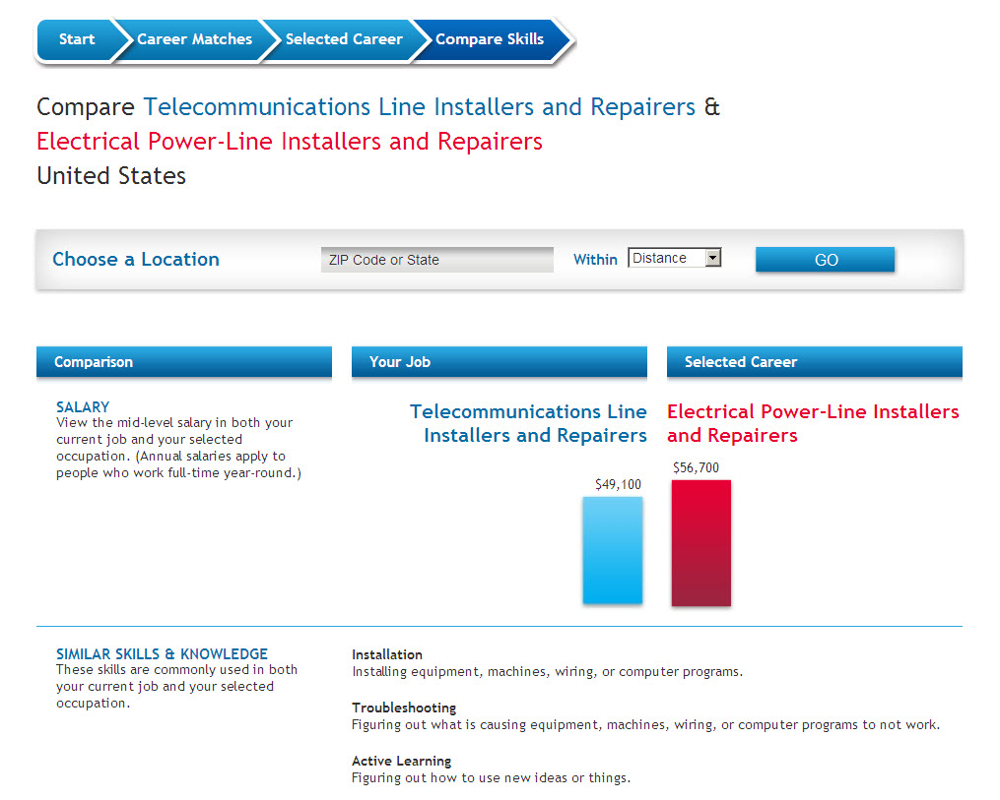 Start
Career Matches
Selected Career
Compare Skills
Compare Telecommunications Line Installers and Repairers &
Electrical Power-Line Installers and Repairers
United States
Choose a Location
ZIP Code or State
Within
Distance
GO
Comparison
Your Job
Selected Career
SALARY
View the mid-level salary in both your
current job and your selected
occupation. (Annual salaries apply to
people who work full-time year-round.)
Telecommunications Line
Installers and Repairers
$49,100
Electrical Power-Line Installers
and Repairers
$56,700
SIMILAR SKILLS & KNOWLEDGE
These skills are commonly used in both
your current job and your selected
occupation.
Installation
Installing equipment, machines, wiring, or computer programs.
Troubleshooting
Figuring out what is causing equipment, machines, wiring, or computer programs to not work.
Active Learning
Figuring out how to use new ideas or things.